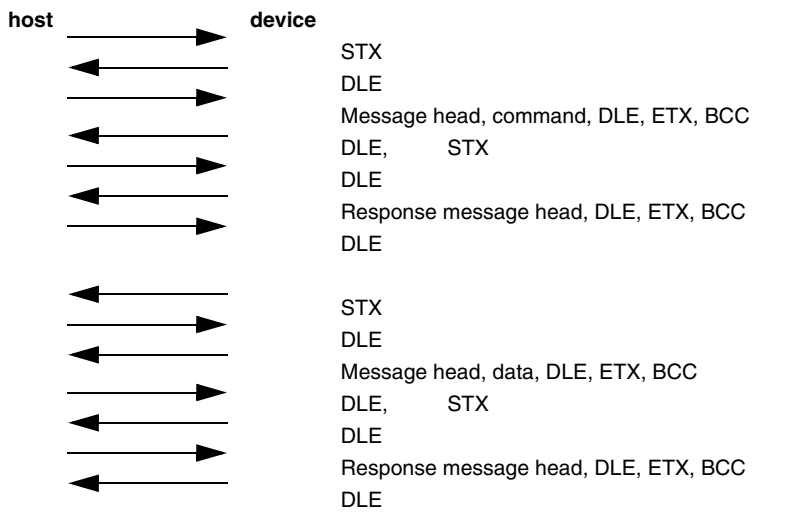 host device
STX
DLE
Message head, command, DLE, ETX, BCC
DLE, STX
DLE
Response message head, DLE, ETX, BCC
DLE
STX
DLE
Message head, data, DLE, ETX, BCC
DLE, STX
DLE
Response message head, DLE, ETX, BCC
DLE